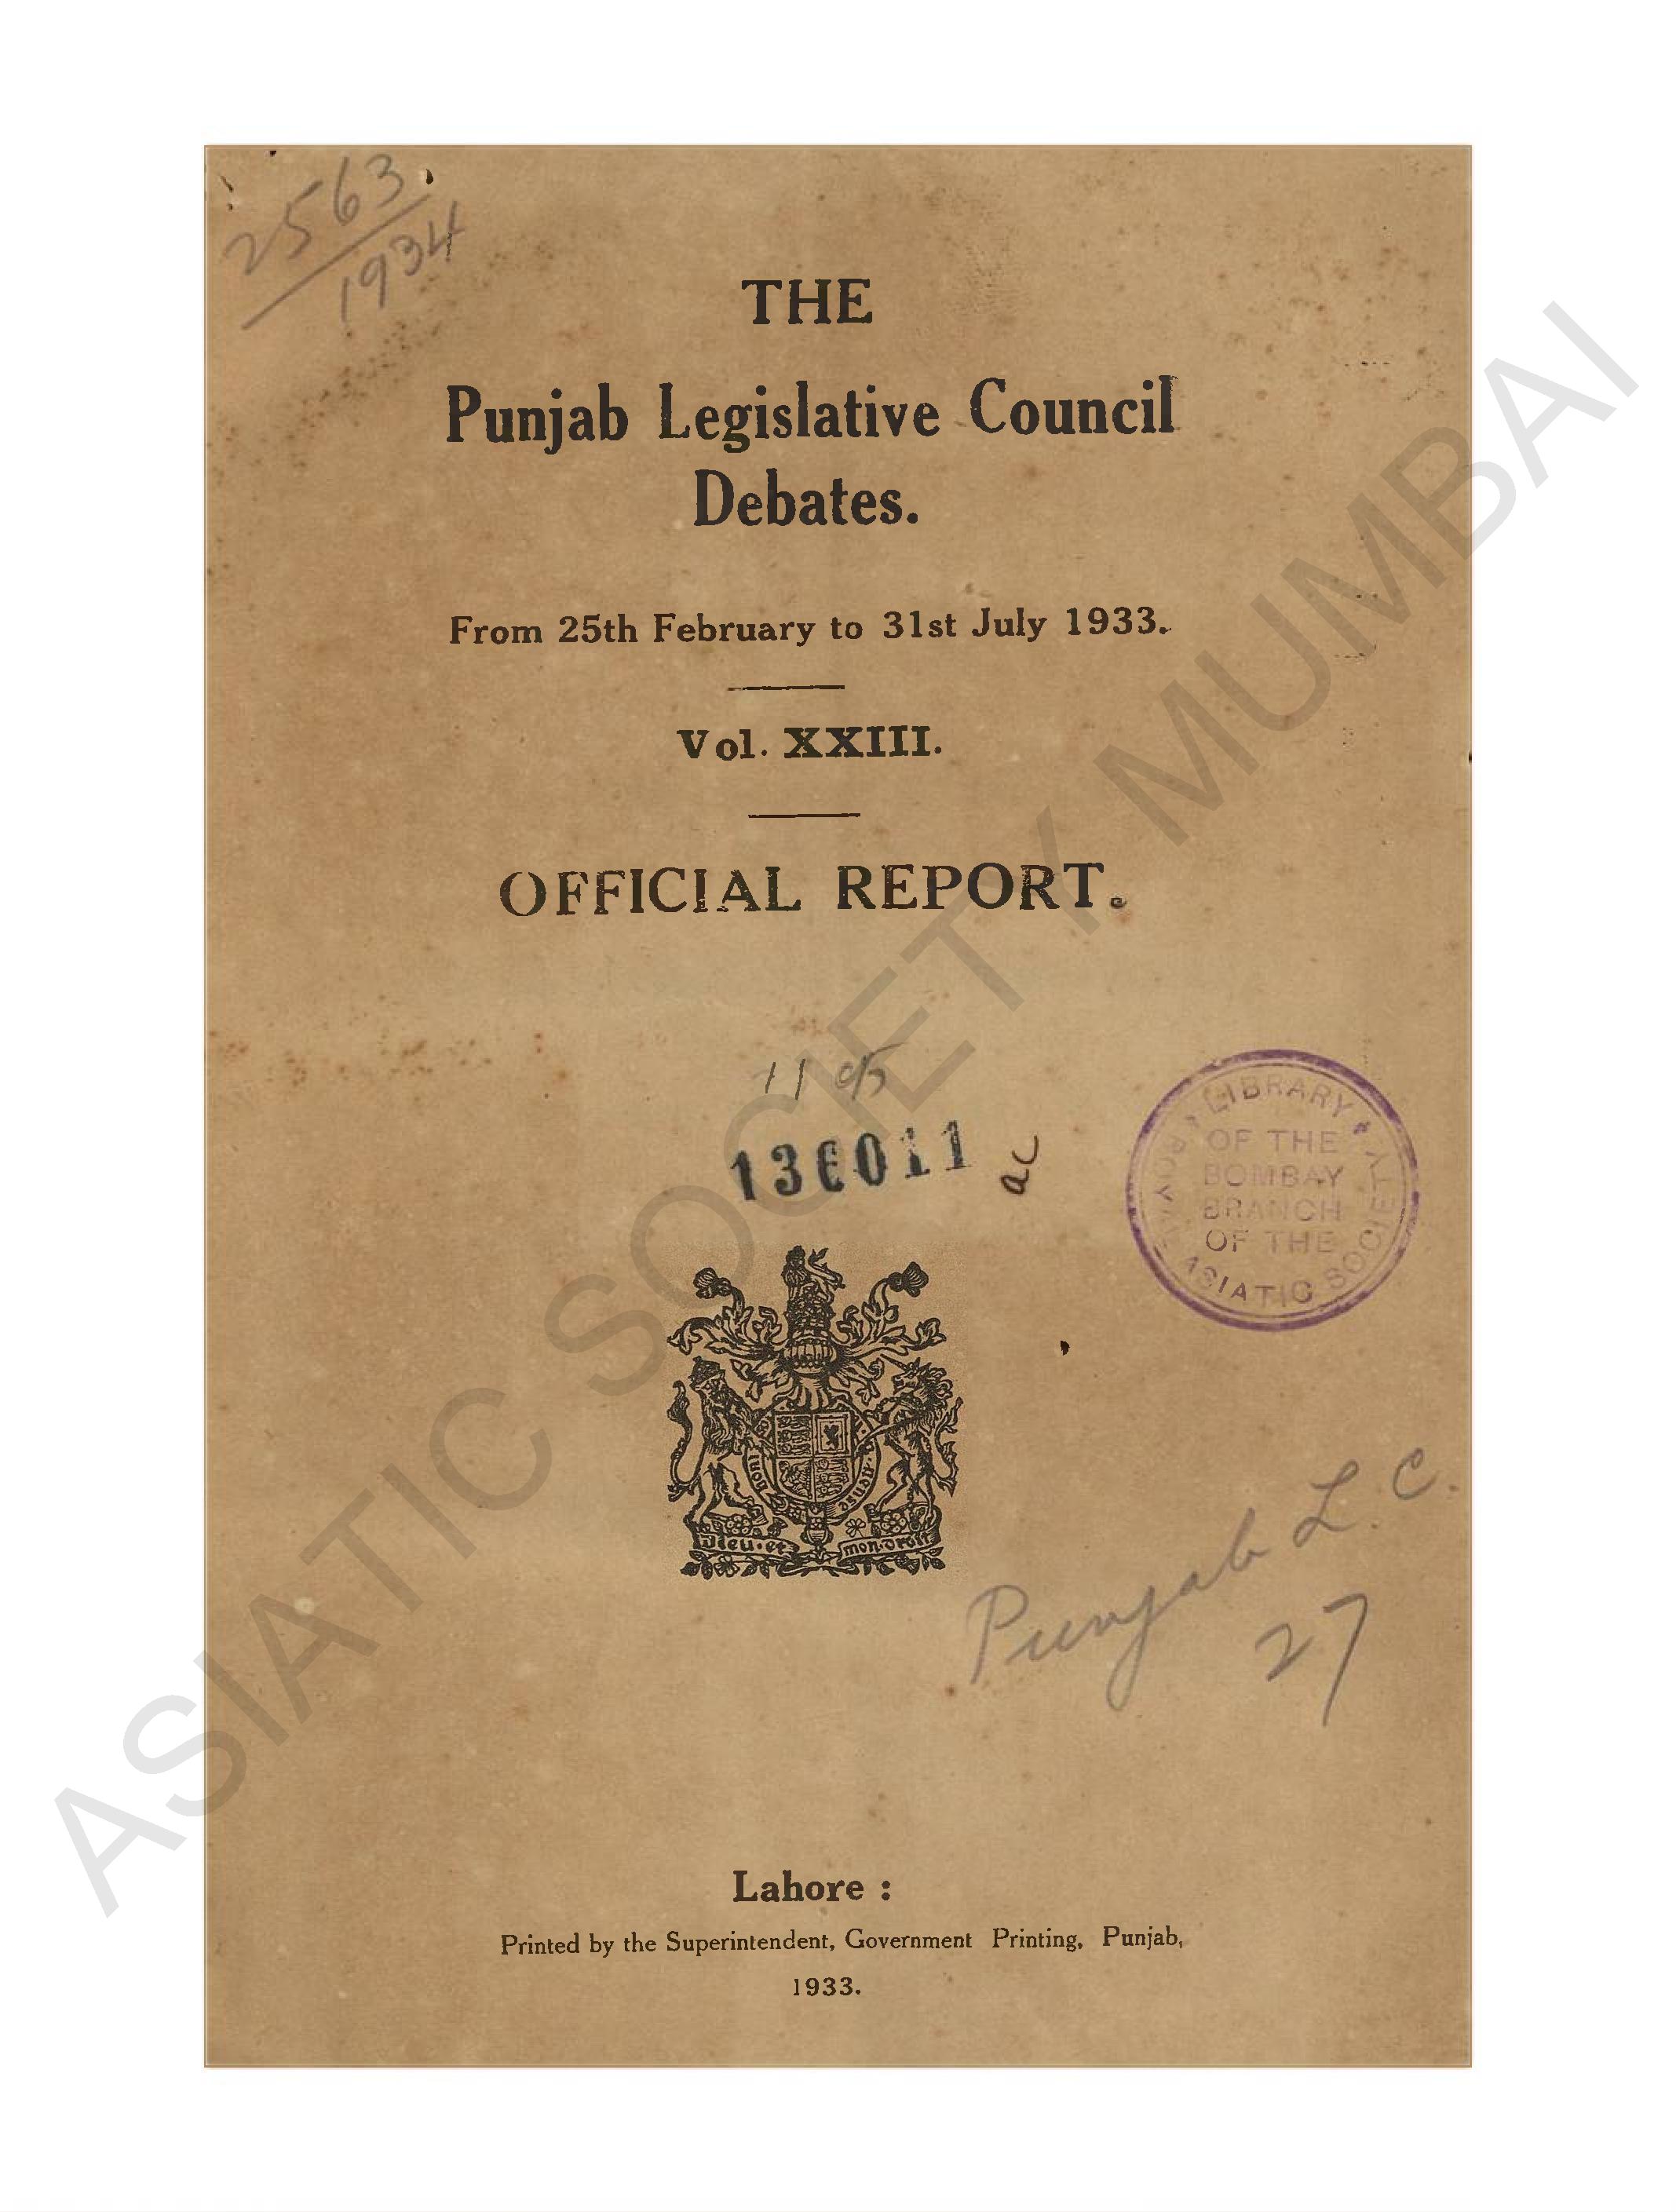 2563
1934
THE
Punjab Legislative Council
Debates.
From 25th February to 31st July 1933.
Vol. XXIII.
OFFICIAL REPORT.
136011
ac
LIBRARY
OF THE
BOMBAY
BRANCH
OF THE
ROYAL ASIATIC SOCIETY
Dieu et mon droit
Punjab L. C.
27
Lahore :
Printed by the Superintendent, Government Printing, Punjab,
1933.
ASIATIC SOCIETY MUMBAI